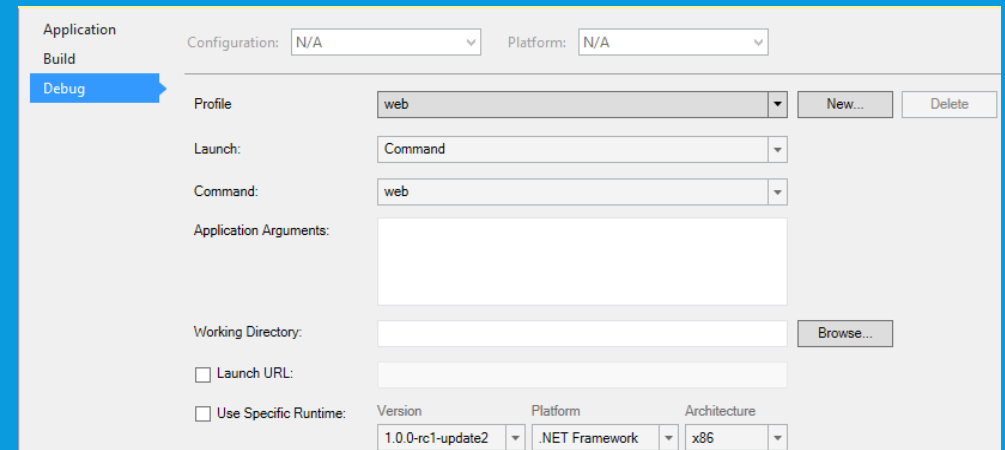 Application
Build
Debug
Configuration: N/A Platform: N/A
Profile web New... Delete
Launch: Command
Command: web
Application Arguments:
Working Directory: Browse...
Launch URL:
Use Specific Runtime: Version Platform Architecture
1.0.0-rc1-update2 .NET Framework x86